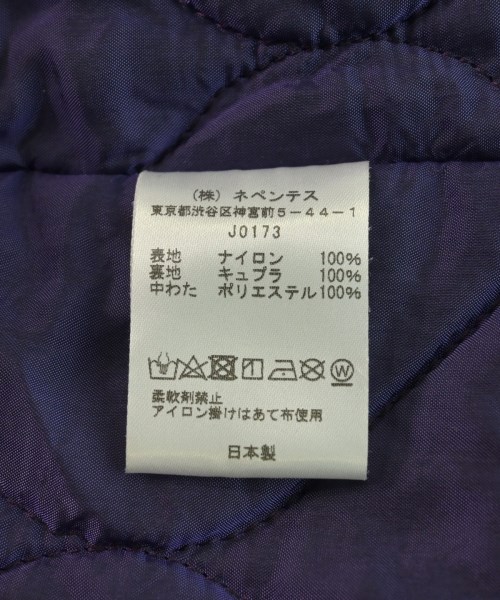 （株）ネペンテス
東京都渋谷区神宮前5－44－1
J0173
表地 ナイロン 100%
裏地 キュプラ 100%
中わた ポリエステル100%
W
柔軟剤禁止
アイロン掛けはあて布使用
日本製